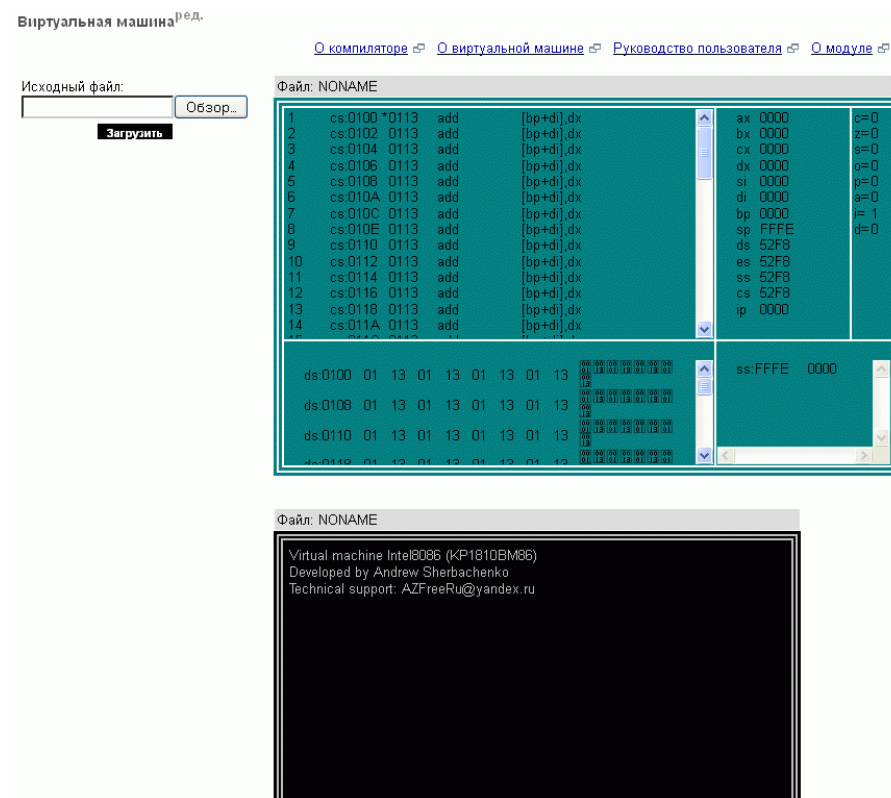 Виртуальная машина ред.
О компиляторе О виртуальной машине Руководство пользователя О модуле
Исходный файл:
Обзор...
Загрузить
Файл: NONAME
1 cs:0100 *0113 add [bp+di],dx
2 cs:0102 0113 add [bp+di],dx
3 cs:0104 0113 add [bp+di],dx
4 cs:0106 0113 add [bp+di],dx
5 cs:0108 0113 add [bp+di],dx
6 cs:010A 0113 add [bp+di],dx
7 cs:010C 0113 add [bp+di],dx
8 cs:010E 0113 add [bp+di],dx
9 cs:0110 0113 add [bp+di],dx
10 cs:0112 0113 add [bp+di],dx
11 cs:0114 0113 add [bp+di],dx
12 cs:0116 0113 add [bp+di],dx
13 cs:0118 0113 add [bp+di],dx
14 cs:011A 0113 add [bp+di],dx
ax 0000
bx 0000
cx 0000
dx 0000
si 0000
di 0000
bp 0000
sp FFFE
ds 52F8
es 52F8
ss 52F8
cs 52F8
ip 0000
c=0
z=0
s=0
o=0
p=0
a=0
i= 1
d=0
ds:0100 01 13 01 13 01 13 01 13
ds:0108 01 13 01 13 01 13 01 13
ds:0110 01 13 01 13 01 13 01 13
ds:0118 01 13 01 13 01 13 01 13
ss:FFFE 0000
Файл: NONAME
Virtual machine Intel8086 (KP1810BM86)
Developed by Andrew Sherbachenko
Technical support: AZFreeRu@yandex.ru